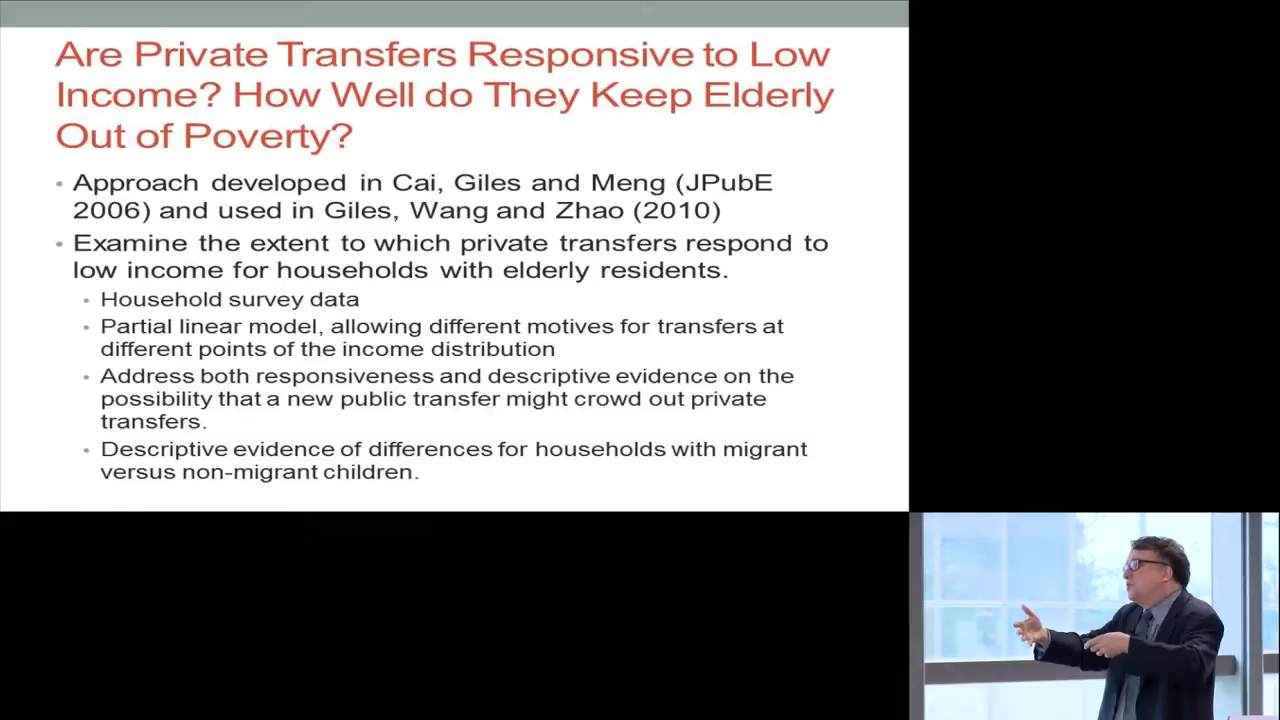 Are Private Transfers Responsive to Low
Income? How Well do They Keep Elderly
Out of Poverty?
• Approach developed in Cai, Giles and Meng (JPubE
2006) and used in Giles, Wang and Zhao (2010)
• Examine the extent to which private transfers respond to
low income for households with elderly residents.
• Household survey data
• Partial linear model, allowing different motives for transfers at
different points of the income distribution
• Address both responsiveness and descriptive evidence on the
possibility that a new public transfer might crowd out private
transfers.
• Descriptive evidence of differences for households with migrant
versus non-migrant children.